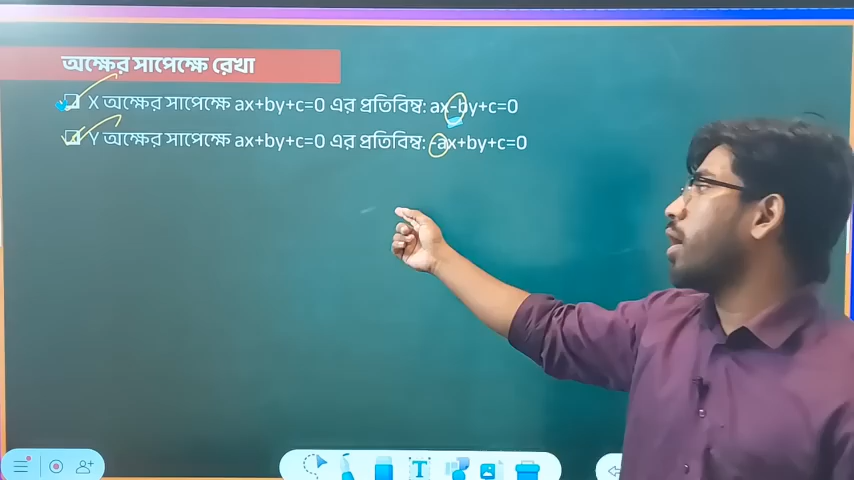 অক্ষের সাপেক্ষে রেখা
X অক্ষের সাপেক্ষে ax+by+c=0 এর প্রতিবিম্ব: ax-by+c=0
Y অক্ষের সাপেক্ষে ax+by+c=0 এর প্রতিবিম্ব: -ax+by+c=0
T